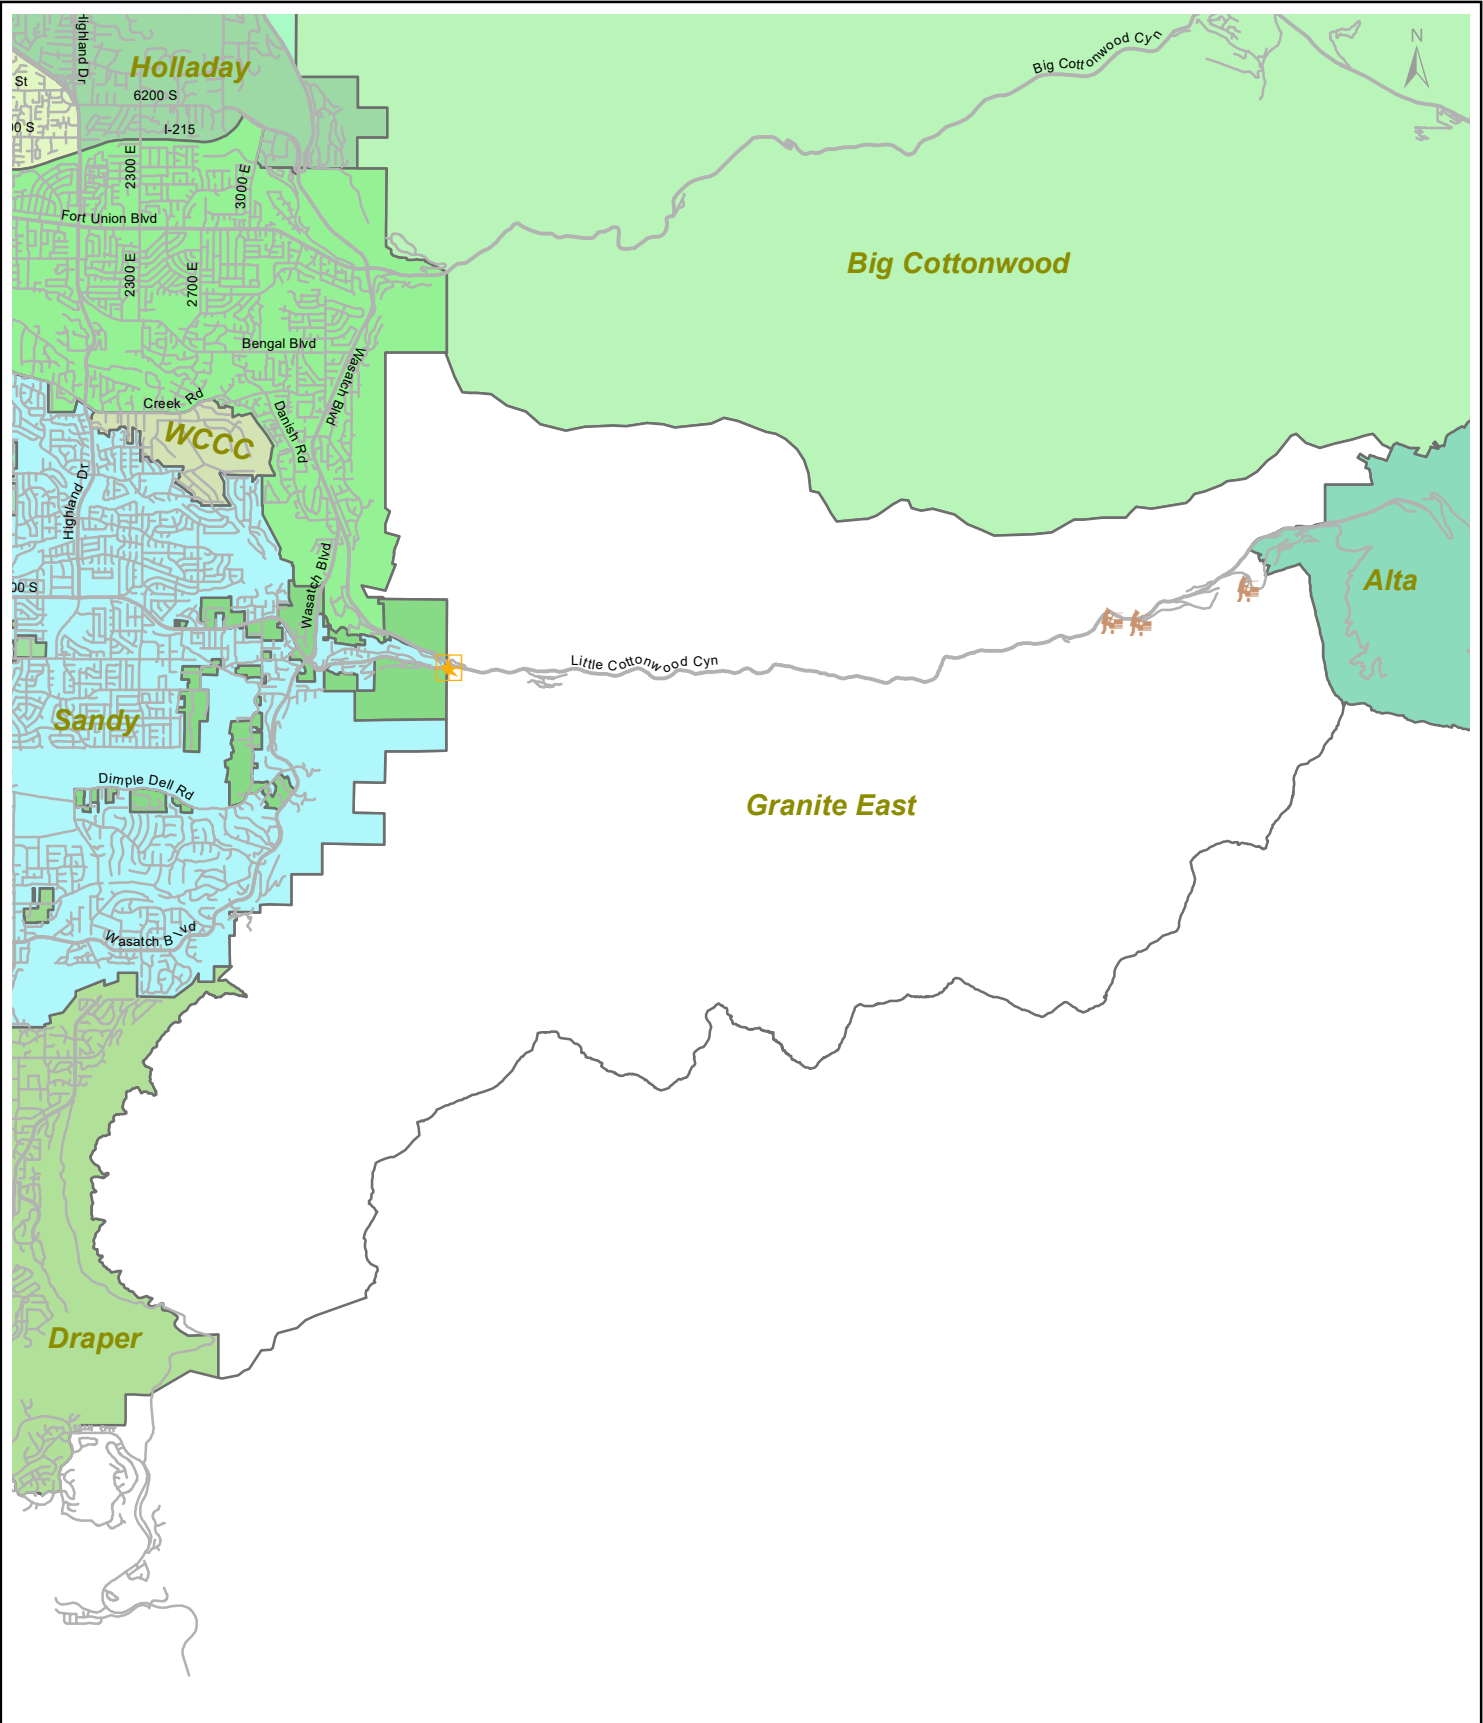 Highland Dr
Holladay
Big Cottonwood Cyn
N
St
6200 S
00 S
I-215
2300 E
3000 E
Fort Union Blvd
2300 E
2700 E
Big Cottonwood
Bengal Blvd
Wasatch Blvd
Creek Rd
Danish Rd
WCCC
Highland Dr
Wasatch Blvd
00 S
Alta
Little Cottonwood Cyn
Sandy
Dimple Dell Rd
Granite East
Wasatch Blvd
Draper